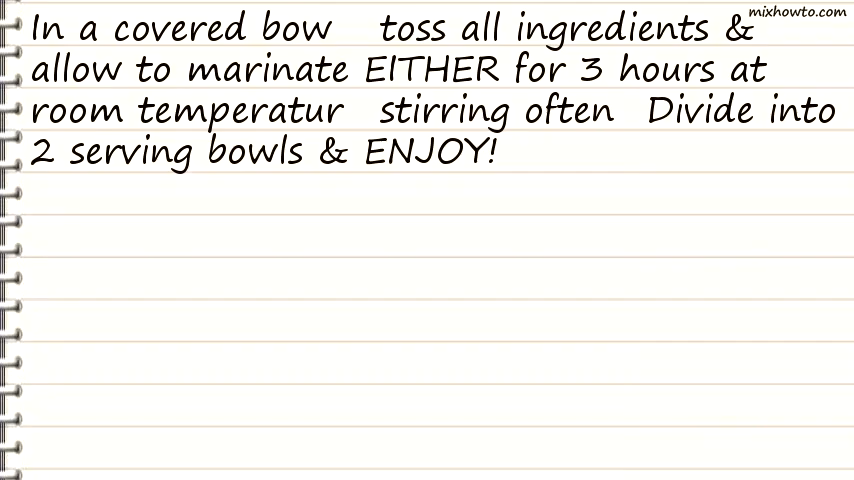 mixhowto.com
In a covered bow toss all ingredients &
allow to marinate EITHER for 3 hours at
room temperatur stirring often Divide into
2 serving bowls & ENJOY!